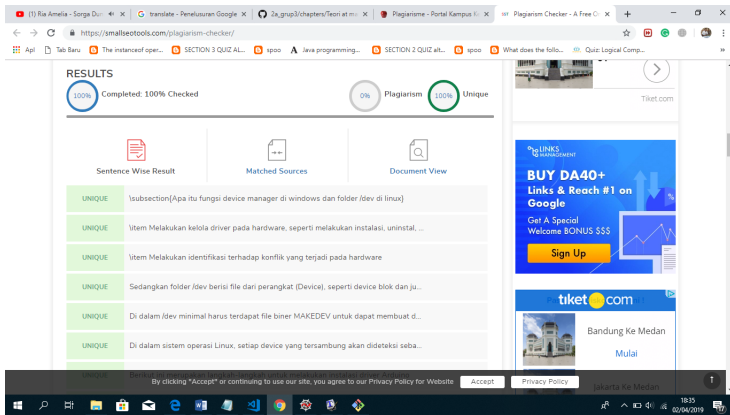 (1) Ria Amelia - Sorga Dun
G translate - Penelusuran Google
2a_grup3/chapters/Teori at ma
Plagiarisme - Portal Kampus K
Plagiarism Checker - A Free O
https://smallseotools.com/plagiarism-checker/
Apl
Tab Baru
The instanceof oper...
SECTION 3 QUIZ AL...
spoo
Java programming...
SECTION 2 QUIZ alt...
spoo
What does the follo...
Quiz: Logical Comp...
RESULTS
100%
Completed: 100% Checked
0%
Plagiarism
100%
Unique
Sentence Wise Result
Matched Sources
Document View
UNIQUE \subsection{Apa itu fungsi device manager di windows dan folder /dev di linux}
UNIQUE \item Melakukan kelola driver pada hardware, seperti melakukan instalasi, uninstal, ...
UNIQUE \item Melakukan identifikasi terhadap konflik yang terjadi pada hardware
UNIQUE Sedangkan folder /dev berisi file dari perangkat (Device), seperti device blok dan ju...
UNIQUE Di dalam /dev minimal harus terdapat file biner MAKEDEV untuk dapat membuat d...
UNIQUE Di dalam sistem operasi Linux, setiap device yang tersambung akan dideteksi seba...
UNIQUE
Tiket.com
LINKS
MANAGEMENT
BUY DA40+
Links & Reach #1 on
Google
Get A Special
Welcome BONUS $$$
Sign Up
tiket.com
Bandung Ke Medan
Mulai
Jakarta Ke Medan
By clicking "Accept" or continuing to use our site, you agree to our Privacy Policy for Website
Accept
Privacy Policy
18:35
02/04/2019